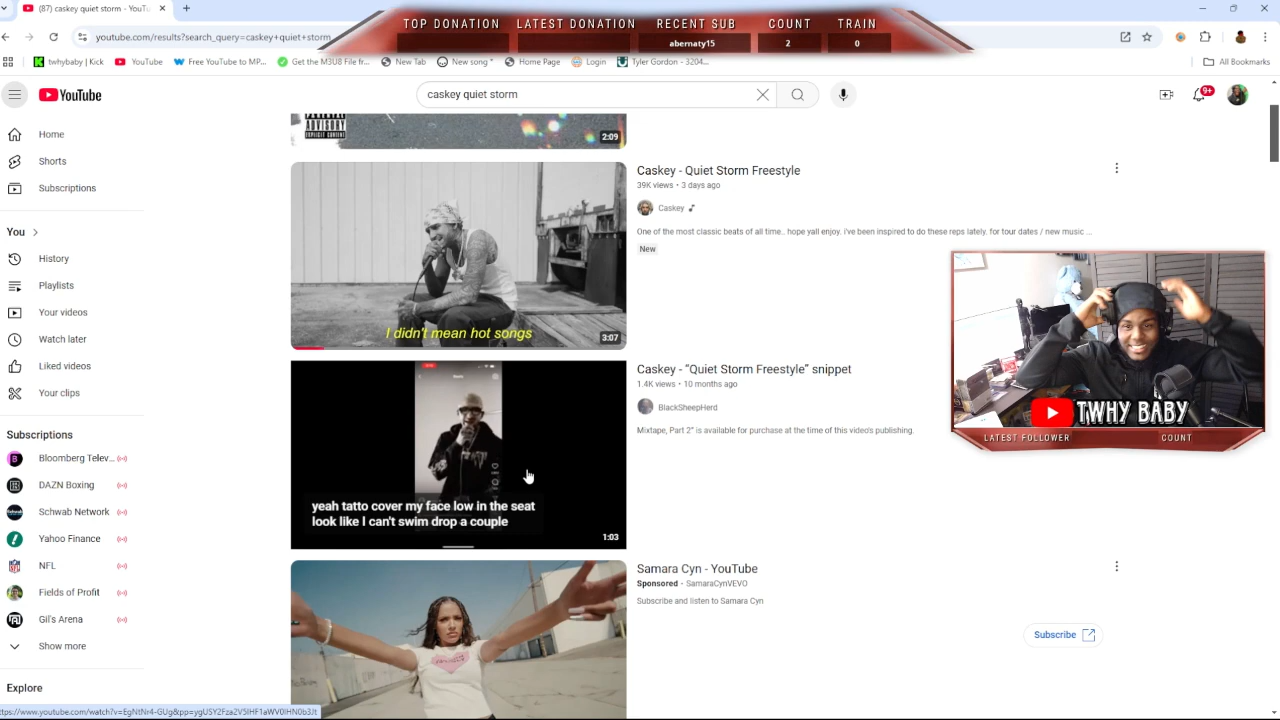 (87) caskey quiet storm - YouTu
TOP DONATION
LATEST DONATION
RECENT SUB
COUNT
TRAIN
abernaty15
2
0
youtube.com/results?search_query=caskey+quiet+storm
twhybaby | Kick
YouTube
Free YouTube to MP...
Get the M3U8 File fr...
New Tab
New song *
Home Page
Login
Tyler Gordon - 3204...
All Bookmarks
YouTube
caskey quiet storm
9+
Home
Shorts
Subscriptions
You
History
Playlists
Your videos
Watch later
Liked videos
Your clips
Subscriptions
Bloomberg Telev...
DAZN Boxing
Schwab Network
Yahoo Finance
NFL
Fields of Profit
Gil's Arena
Show more
Explore
ADVISORY
EXPLICIT CONTENT
2:09
I didn't mean hot songs
3:07
Caskey - Quiet Storm Freestyle
39K views • 3 days ago
Caskey
One of the most classic beats of all time.. hope yall enjoy. i've been inspired to do these reps lately. for tour dates / new music ...
New
yeah tatto cover my face low in the seat
look like I can't swim drop a couple
1:03
Caskey - "Quiet Storm Freestyle" snippet
1.4K views • 10 months ago
BlackSheepHerd
Mixtape, Part 2" is available for purchase at the time of this video's publishing.
Samara Cyn - YouTube
Sponsored • SamaraCynVEVO
Subscribe and listen to Samara Cyn
Subscribe
TWHY BABY
LATEST FOLLOWER
COUNT